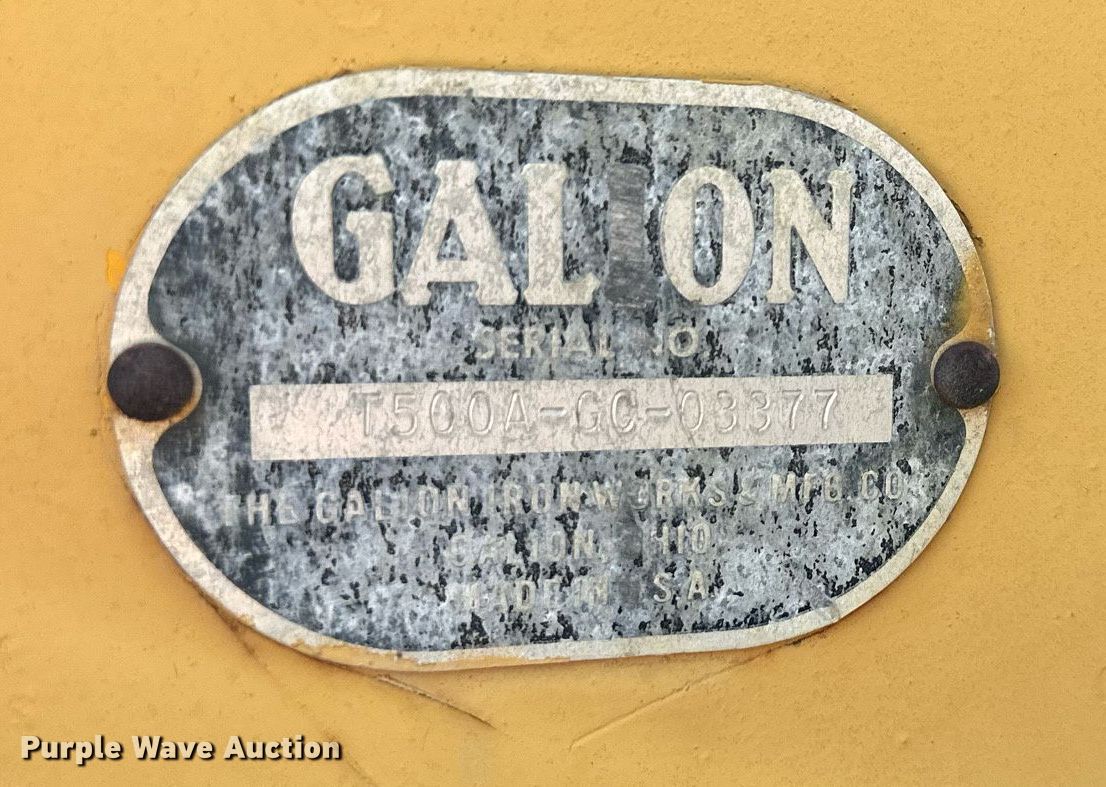 GALION
SERIAL NO
T500A-GC-03377
THE GALION IRON WORKS & MFG. CO.
GALION, OHIO
MADE IN U.S.A.
Purple Wave Auction